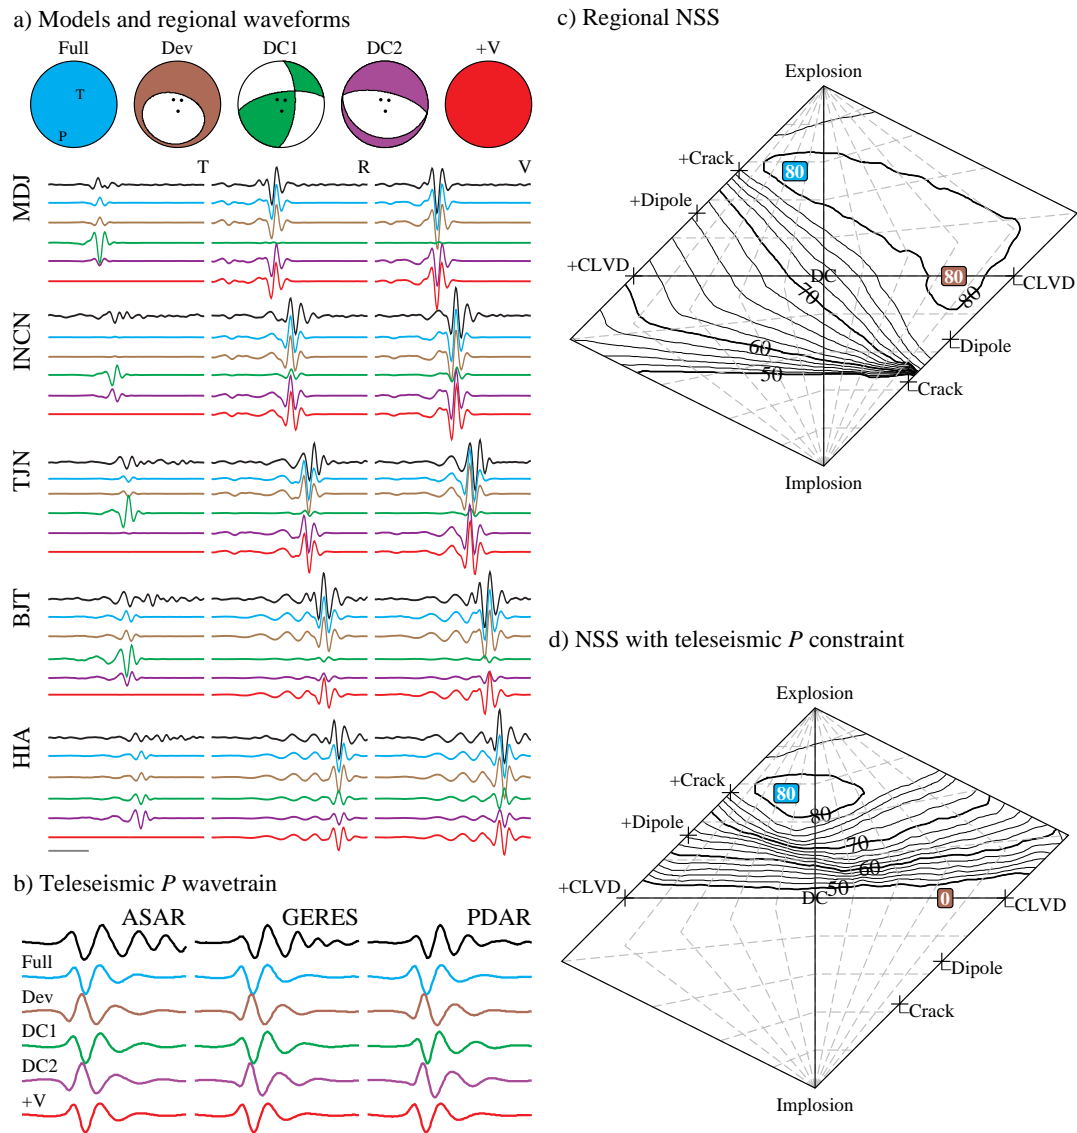 a) Models and regional waveforms
Full Dev DC1 DC2 +V
T
P
T R V
MDJ
INCN
TJN
BJT
HIA
b) Teleseismic P wavetrain
ASAR GERES PDAR
Full
Dev
DC1
DC2
+V
c) Regional NSS
Explosion
+Crack
80
+Dipole
+CLVD
DC
80
-CLVD
70
80
60
-Dipole
50
-Crack
Implosion
d) NSS with teleseismic P constraint
Explosion
+Crack
80
80
+Dipole
70
60
+CLVD
50
DC
0
-CLVD
-Dipole
-Crack
Implosion